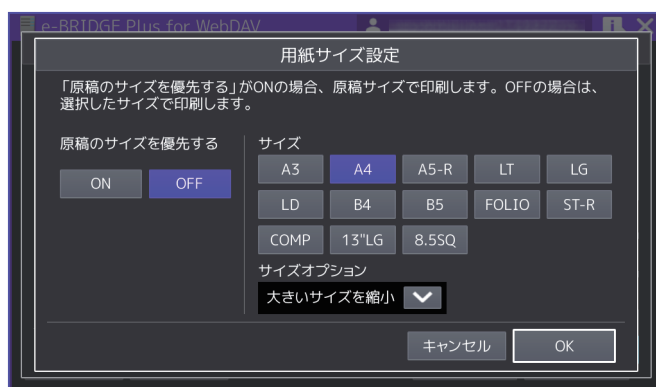 e-BRIDGE Plus for WebDAV
用紙サイズ設定
「原稿のサイズを優先する」がONの場合、原稿サイズで印刷します。OFFの場合は、
選択したサイズで印刷します。
原稿のサイズを優先する
ON OFF
サイズ
A3 A4 A5-R LT LG
LD B4 B5 FOLIO ST-R
COMP 13"LG 8.5SQ
サイズオプション
大きいサイズを縮小
キャンセル OK